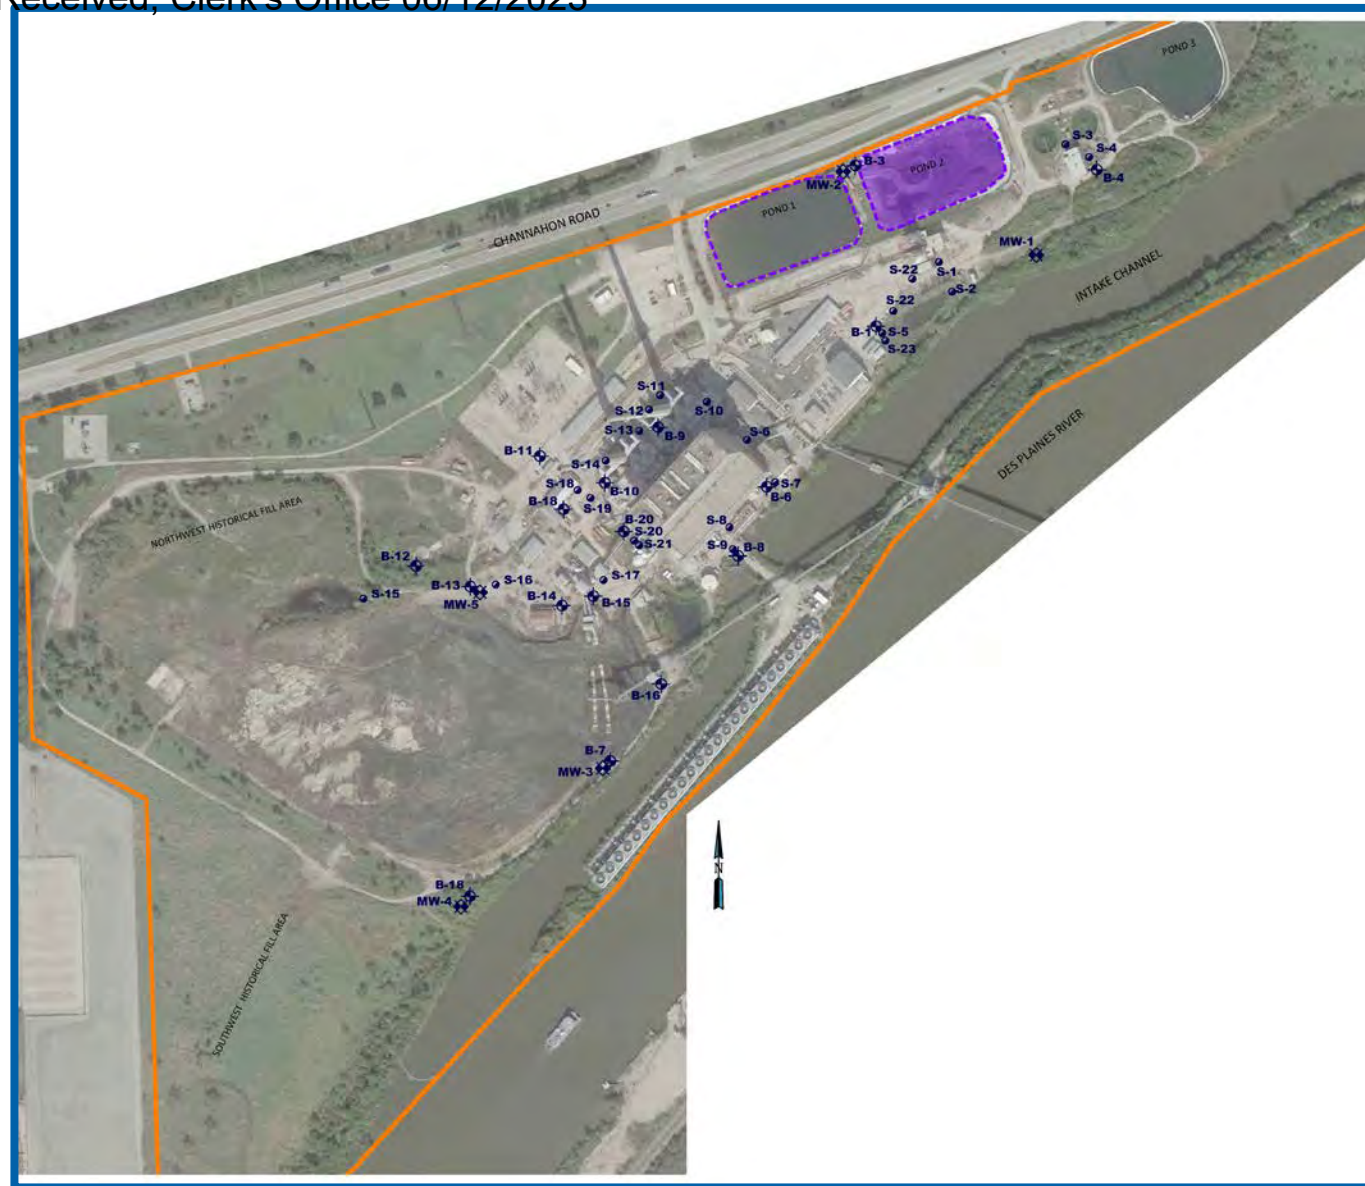 Received, Clerk's Office 06/12/2023
POND 3
S-3
S-4
B-4
B-3
MW-2
POND 2
POND 1
CHANNAHON ROAD
MW-1
S-1
S-22
S-2
INTAKE CHANNEL
S-22
B-1
S-5
S-23
S-11
S-12
S-10
S-13
B-9
S-6
DES PLAINES RIVER
B-11
S-14
S-18
B-10
S-7
B-6
B-18
S-19
NORTHWEST HISTORICAL FILL AREA
B-20
S-20
S-21
S-8
S-9
B-8
B-12
B-13
S-16
S-17
S-15
MW-5
B-14
B-15
B-16
B-7
MW-3
N
B-18
MW-4
SOUTHWEST HISTORICAL FILL AREA